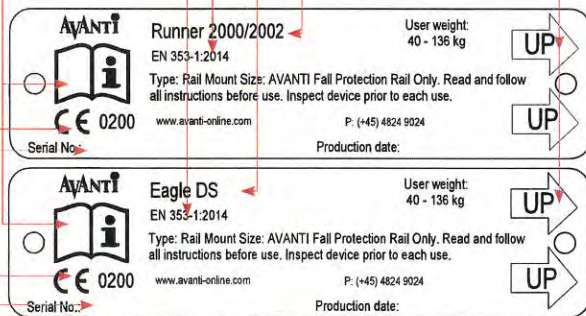 AVANTI
Runner 2000/2002
User weight:
40 - 136 kg
UP
EN 353-1:2014
i
Type: Rail Mount Size: AVANTI Fall Protection Rail Only. Read and follow
all instructions before use. Inspect device prior to each use.
CE 0200
www.avanti-online.com
P: (+45) 4824 9024
UP
Serial No.:
Production date:
AVANTI
Eagle DS
User weight:
40 - 136 kg
UP
EN 353-1:2014
i
Type: Rail Mount Size: AVANTI Fall Protection Rail Only. Read and follow
all instructions before use. Inspect device prior to each use.
CE 0200
www.avanti-online.com
P: (+45) 4824 9024
UP
Serial No.:
Production date: